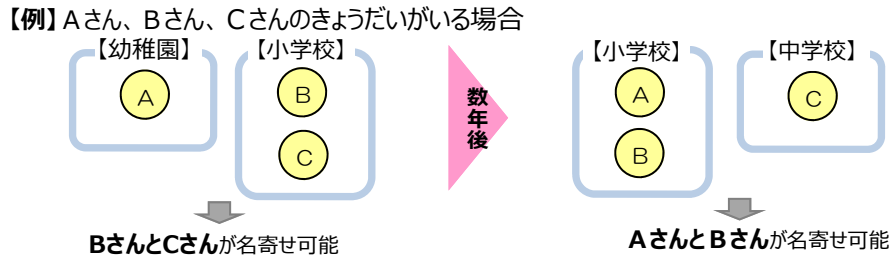 【例】Aさん、Bさん、Cさんのきょうだいがいる場合
【幼稚園】
【小学校】
A
B
C
BさんとCさんが名寄せ可能
数年後
【小学校】
【中学校】
A
B
C
AさんとBさんが名寄せ可能